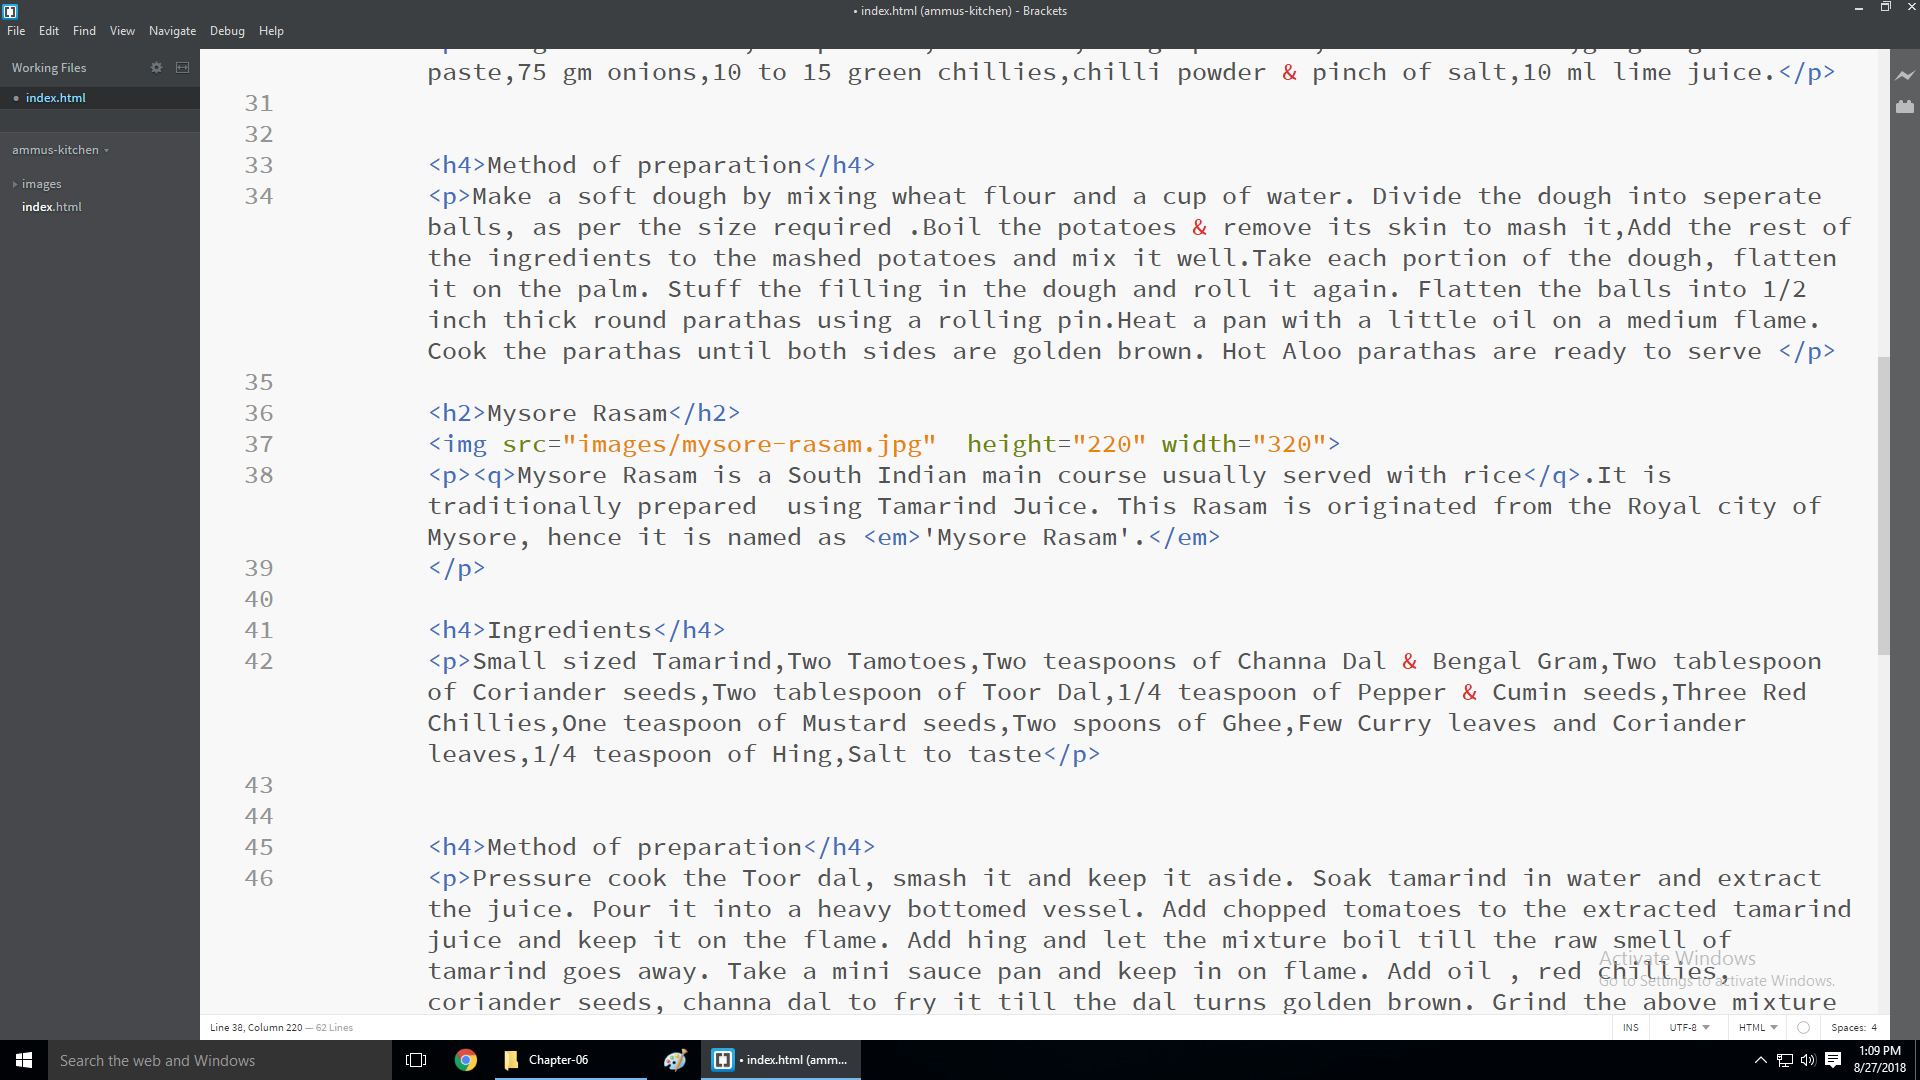 • index.html (ammus-kitchen) - Brackets
File Edit Find View Navigate Debug Help
Working Files
• index.html
ammus-kitchen
images
index.html
paste,75 gm onions,10 to 15 green chillies,chilli powder & pinch of salt,10 ml lime juice.</p>
31
32
33 <h4>Method of preparation</h4>
34 <p>Make a soft dough by mixing wheat flour and a cup of water. Divide the dough into seperate
balls, as per the size required .Boil the potatoes & remove its skin to mash it,Add the rest of
the ingredients to the mashed potatoes and mix it well.Take each portion of the dough, flatten
it on the palm. Stuff the filling in the dough and roll it again. Flatten the balls into 1/2
inch thick round parathas using a rolling pin.Heat a pan with a little oil on a medium flame.
Cook the parathas until both sides are golden brown. Hot Aloo parathas are ready to serve </p>
35
36 <h2>Mysore Rasam</h2>
37 <img src="images/mysore-rasam.jpg"  height="220" width="320">
38 <p><q>Mysore Rasam is a South Indian main course usually served with rice</q>.It is
traditionally prepared  using Tamarind Juice. This Rasam is originated from the Royal city of
Mysore, hence it is named as <em>'Mysore Rasam'.</em>
39 </p>
40
41 <h4>Ingredients</h4>
42 <p>Small sized Tamarind,Two Tamotoes,Two teaspoons of Channa Dal & Bengal Gram,Two tablespoon
of Coriander seeds,Two tablespoon of Toor Dal,1/4 teaspoon of Pepper & Cumin seeds,Three Red
Chillies,One teaspoon of Mustard seeds,Two spoons of Ghee,Few Curry leaves and Coriander
leaves,1/4 teaspoon of Hing,Salt to taste</p>
43
44
45 <h4>Method of preparation</h4>
46 <p>Pressure cook the Toor dal, smash it and keep it aside. Soak tamarind in water and extract
the juice. Pour it into a heavy bottomed vessel. Add chopped tomatoes to the extracted tamarind
juice and keep it on the flame. Add hing and let the mixture boil till the raw smell of
tamarind goes away. Take a mini sauce pan and keep in on flame. Add oil , red chillies,
coriander seeds, channa dal to fry it till the dal turns golden brown. Grind the above mixture
Activate Windows
Go to Settings to activate Windows.
Line 38, Column 220 — 62 Lines
INS UTF-8 HTML Spaces: 4
Search the web and Windows
Chapter-06
• index.html (amm...
1:09 PM
8/27/2018